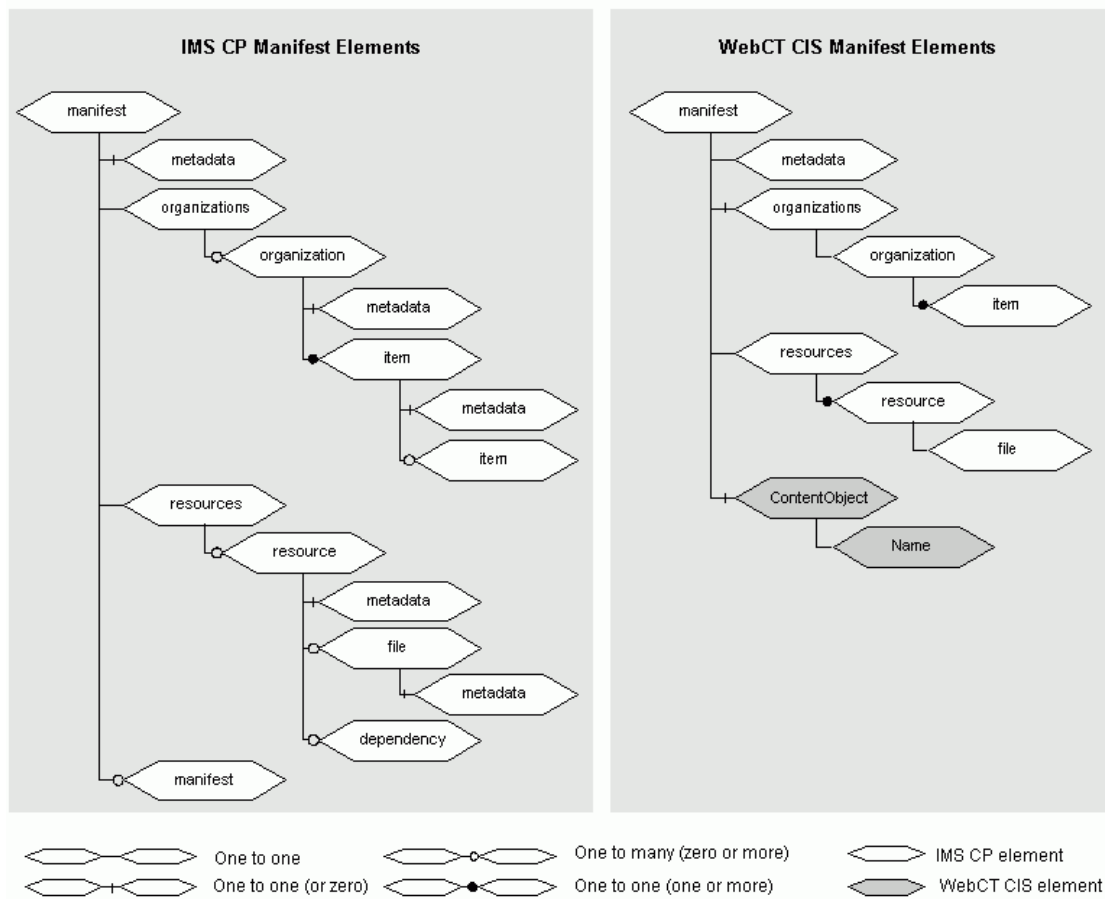 IMS CP Manifest Elements
manifest
metadata
organizations
organization
metadata
item
metadata
item
resources
resource
metadata
file
metadata
dependency
manifest
WebCT CIS Manifest Elements
manifest
metadata
organizations
organization
item
resources
resource
file
ContentObject
Name
One to one
One to one (or zero)
One to many (zero or more)
One to one (one or more)
IMS CP element
WebCT CIS element